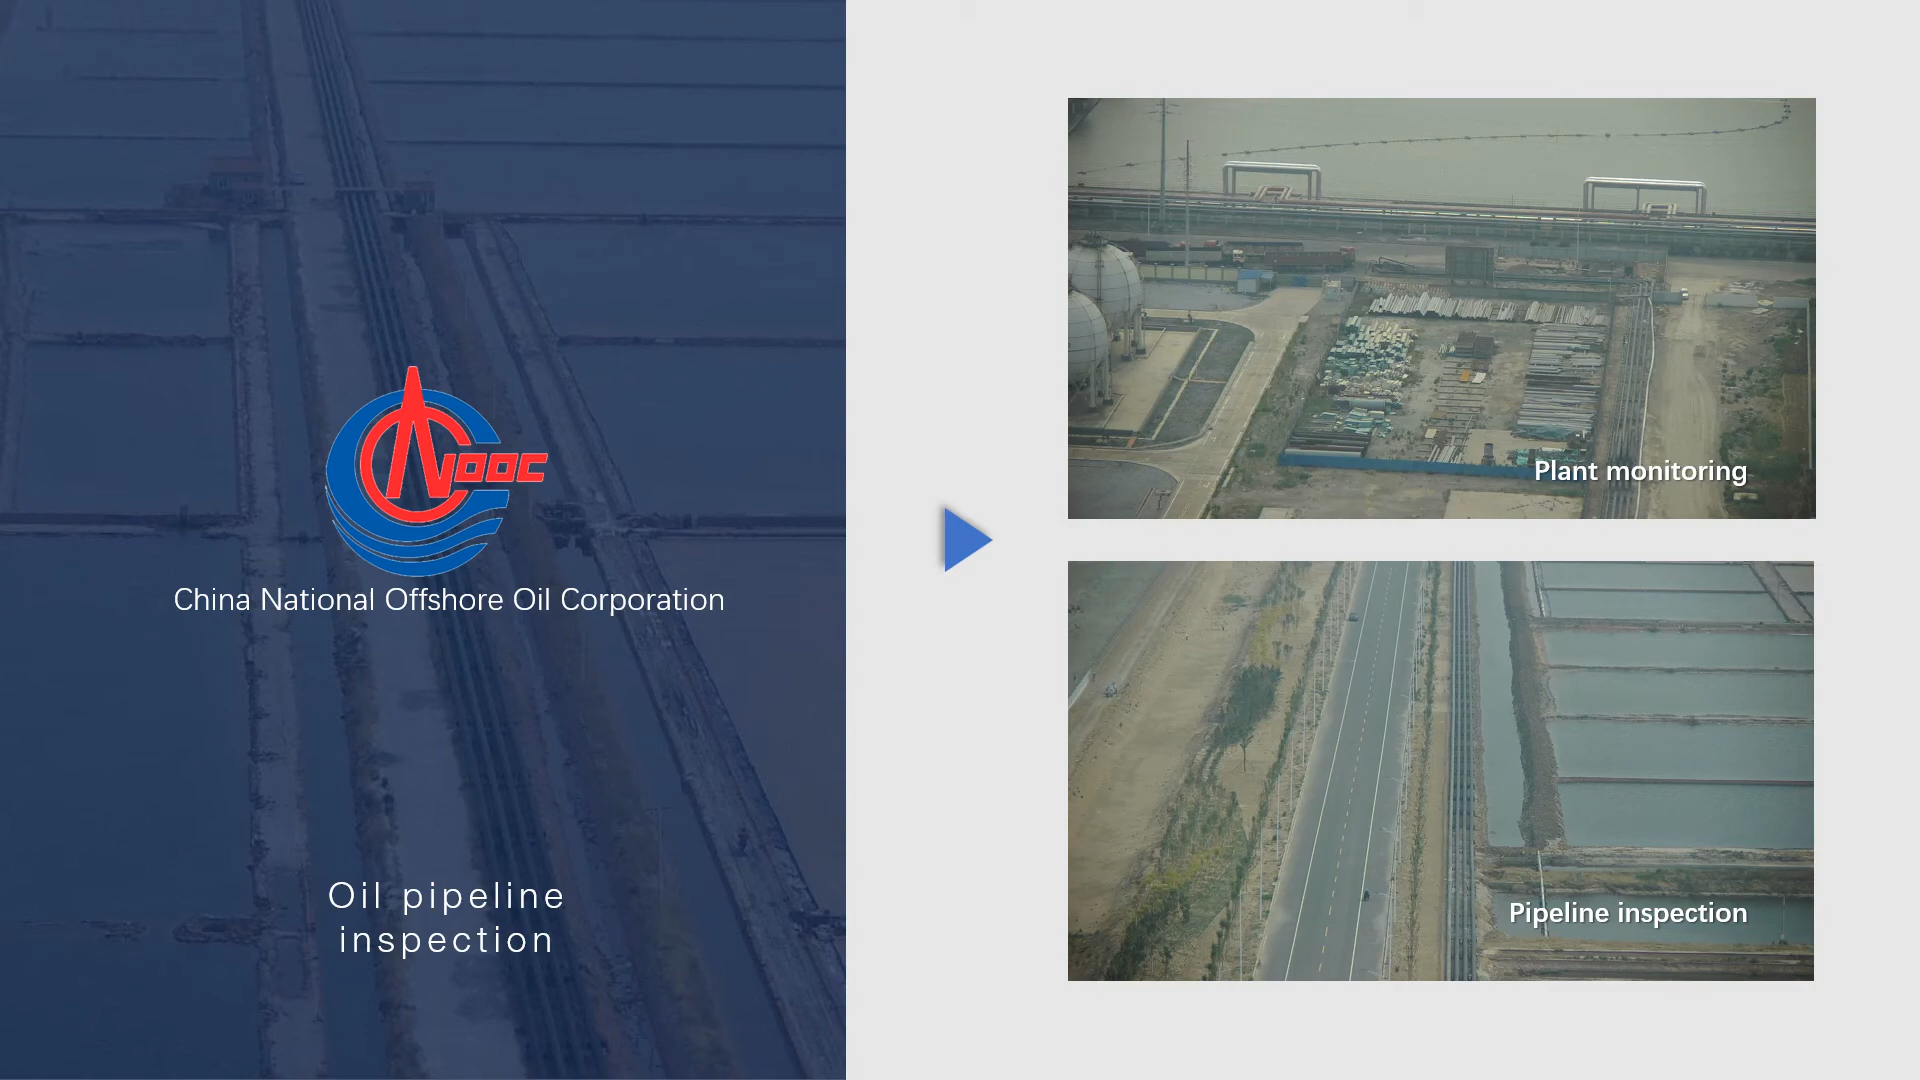 CNOOC
China National Offshore Oil Corporation
Oil pipeline
inspection
Plant monitoring
Pipeline inspection